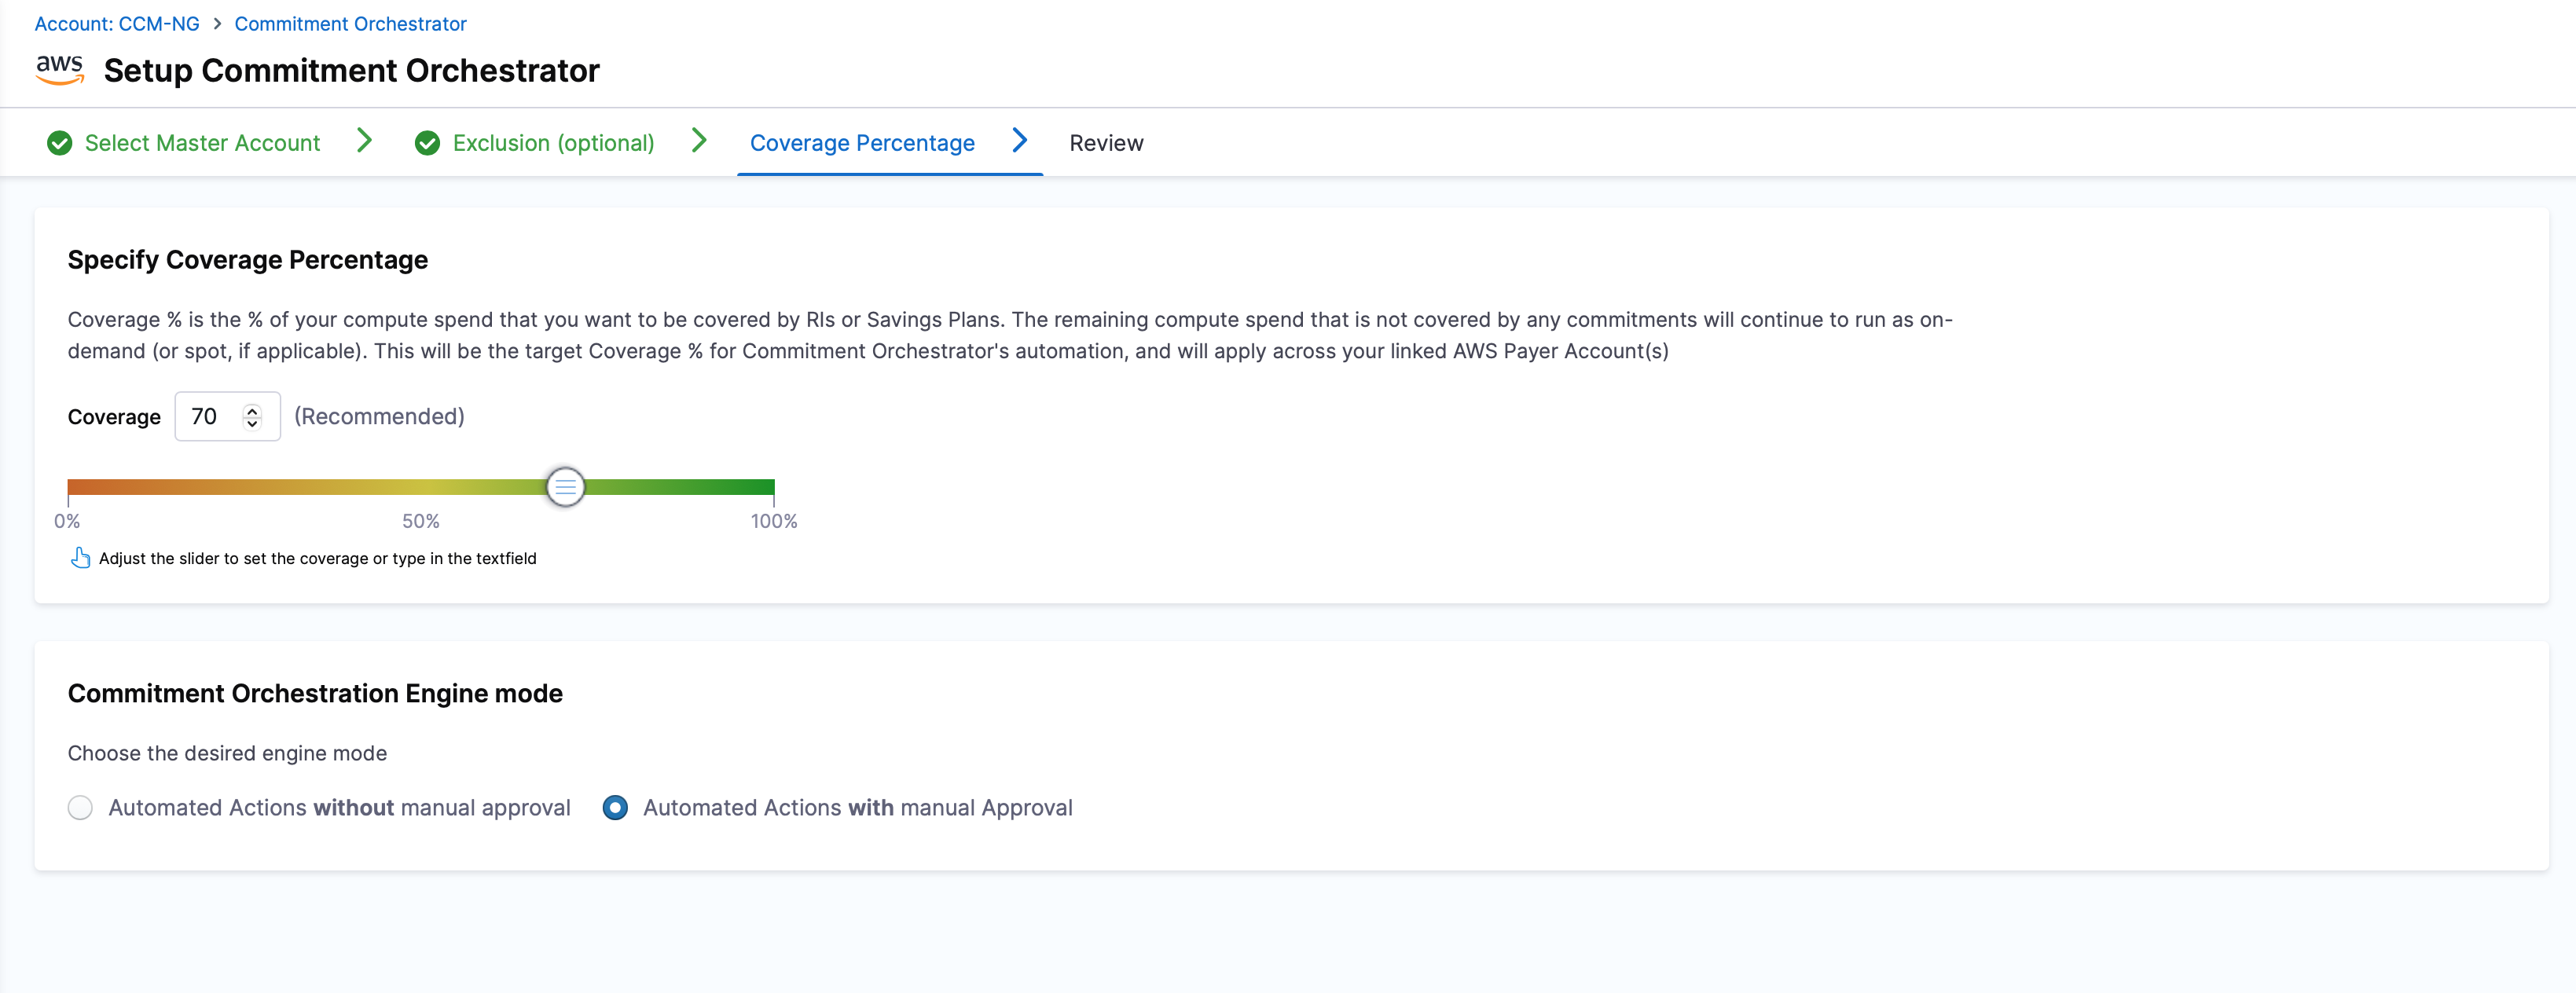 Account: CCM-NG > Commitment Orchestrator
aws Setup Commitment Orchestrator
Select Master Account Exclusion (optional) Coverage Percentage Review
Specify Coverage Percentage
Coverage % is the % of your compute spend that you want to be covered by RIs or Savings Plans. The remaining compute spend that is not covered by any commitments will continue to run as on-
demand (or spot, if applicable). This will be the target Coverage % for Commitment Orchestrator's automation, and will apply across your linked AWS Payer Account(s)
Coverage 70 (Recommended)
0% 50% 100%
Adjust the slider to set the coverage or type in the textfield
Commitment Orchestration Engine mode
Choose the desired engine mode
Automated Actions without manual approval Automated Actions with manual Approval